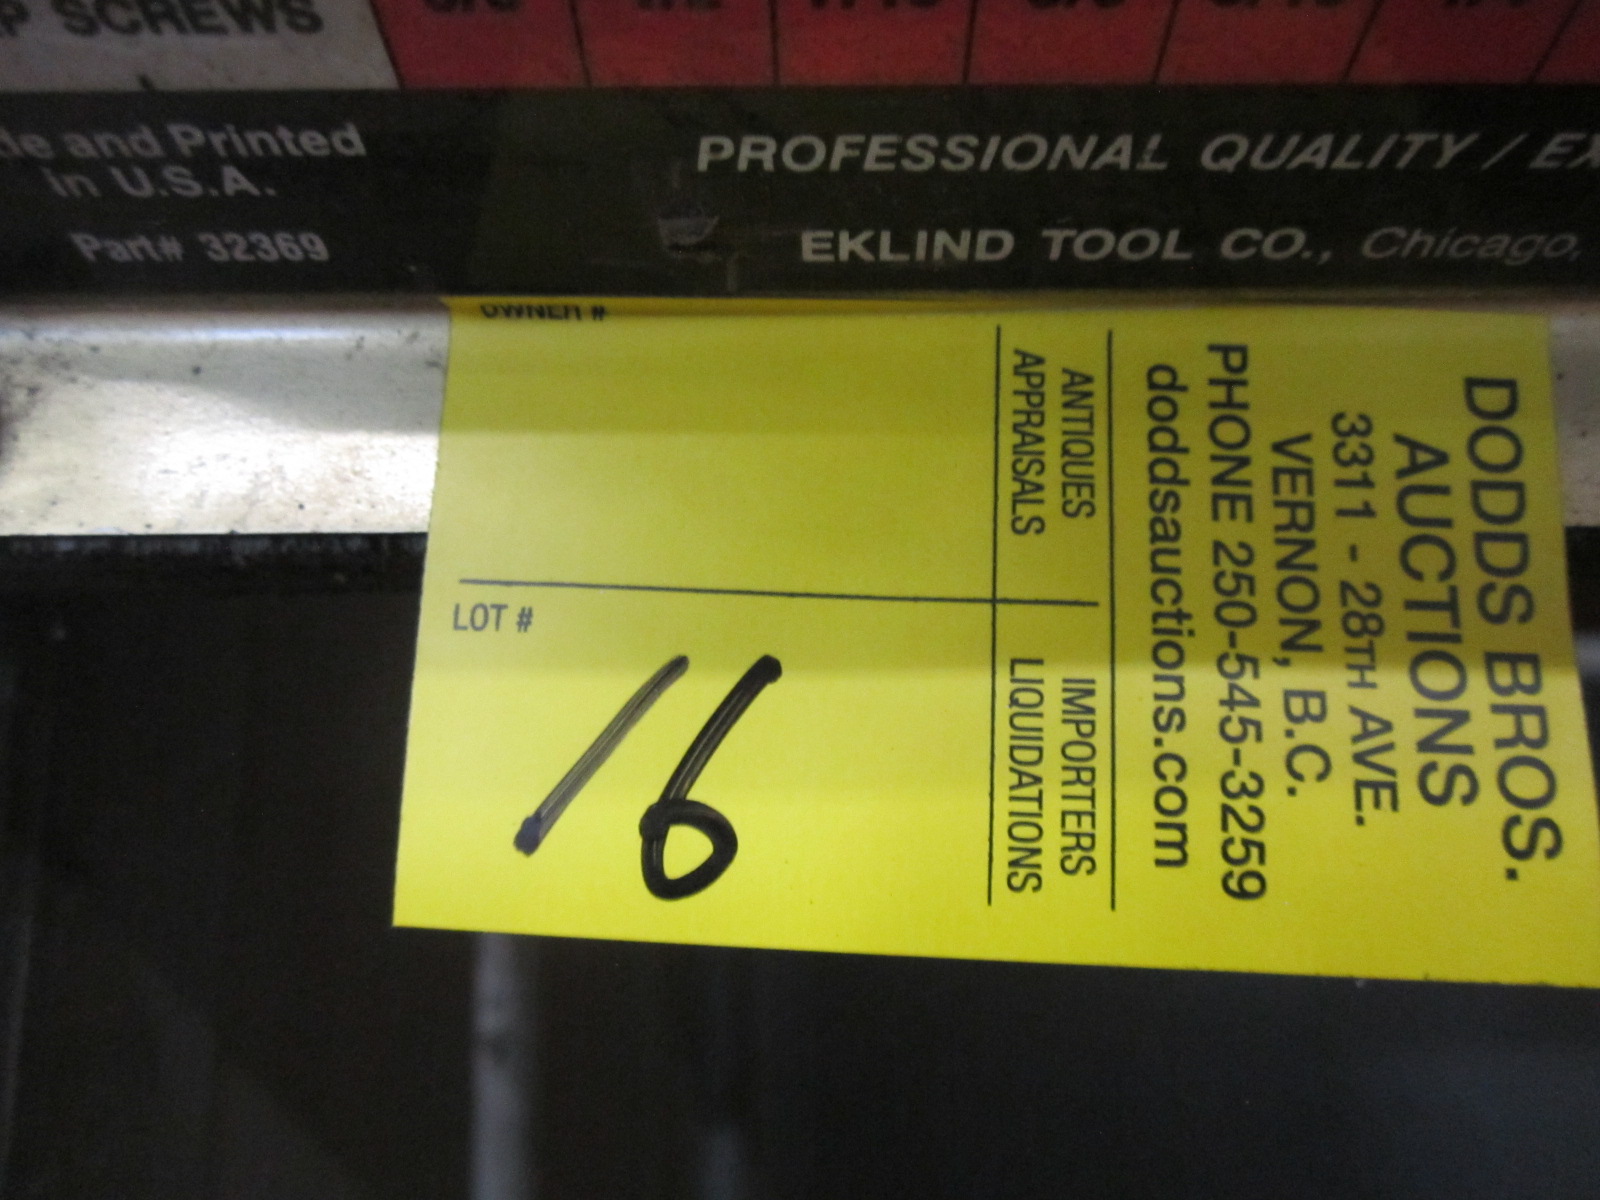 SCREWS
and Printed
in U.S.A.
Part# 32369
PROFESSIONAL QUALITY /
EKLIND TOOL CO., Chicago,
OWNER #
LOT #
16
DODDS BROS.
AUCTIONS
3311 - 28TH AVE.
VERNON, B.C.
PHONE 250-545-3259
doddsauctions.com
ANTIQUES
APPRAISALS
IMPORTERS
LIQUIDATIONS